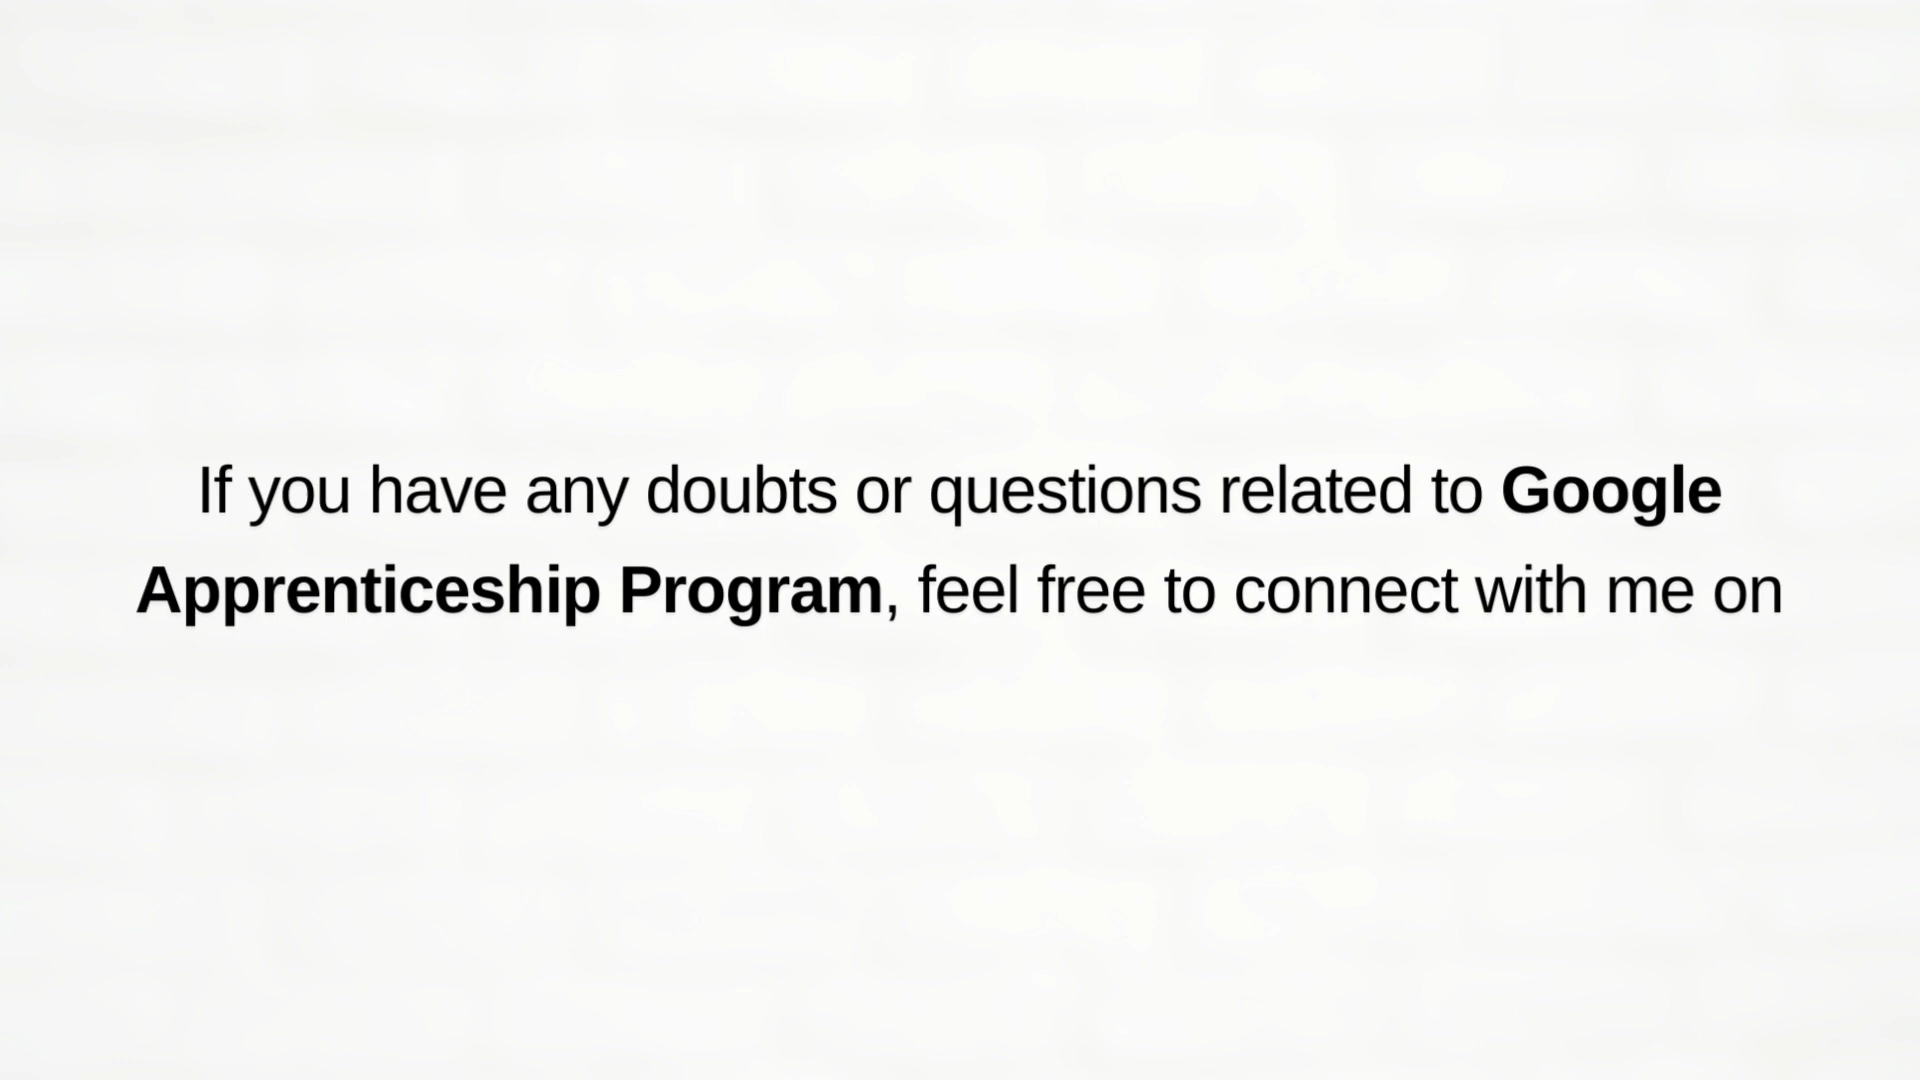 If you have any doubts or questions related to Google
Apprenticeship Program, feel free to connect with me on